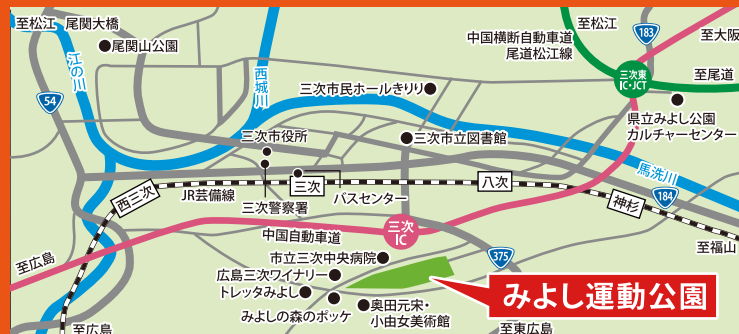 至松江
尾関大橋
尾関山公園
江の川
54
西城川
三次市民ホールきりり
三次市役所
三次市立図書館
至松江
中国横断自動車道
尾道松江線
183
至大阪
三次東
IC・JCT
至尾道
県立みよし公園
カルチャーセンター
馬洗川
184
西三次
JR芸備線
三次警察署
三次
バスセンター
八次
神杉
中国自動車道
三次
IC
至福山
至広島
市立三次中央病院
広島三次ワイナリー
トレッタみよし
みよしの森のポッケ
奥田元宋・
小由女美術館
375
みよし運動公園
至広島
至東広島